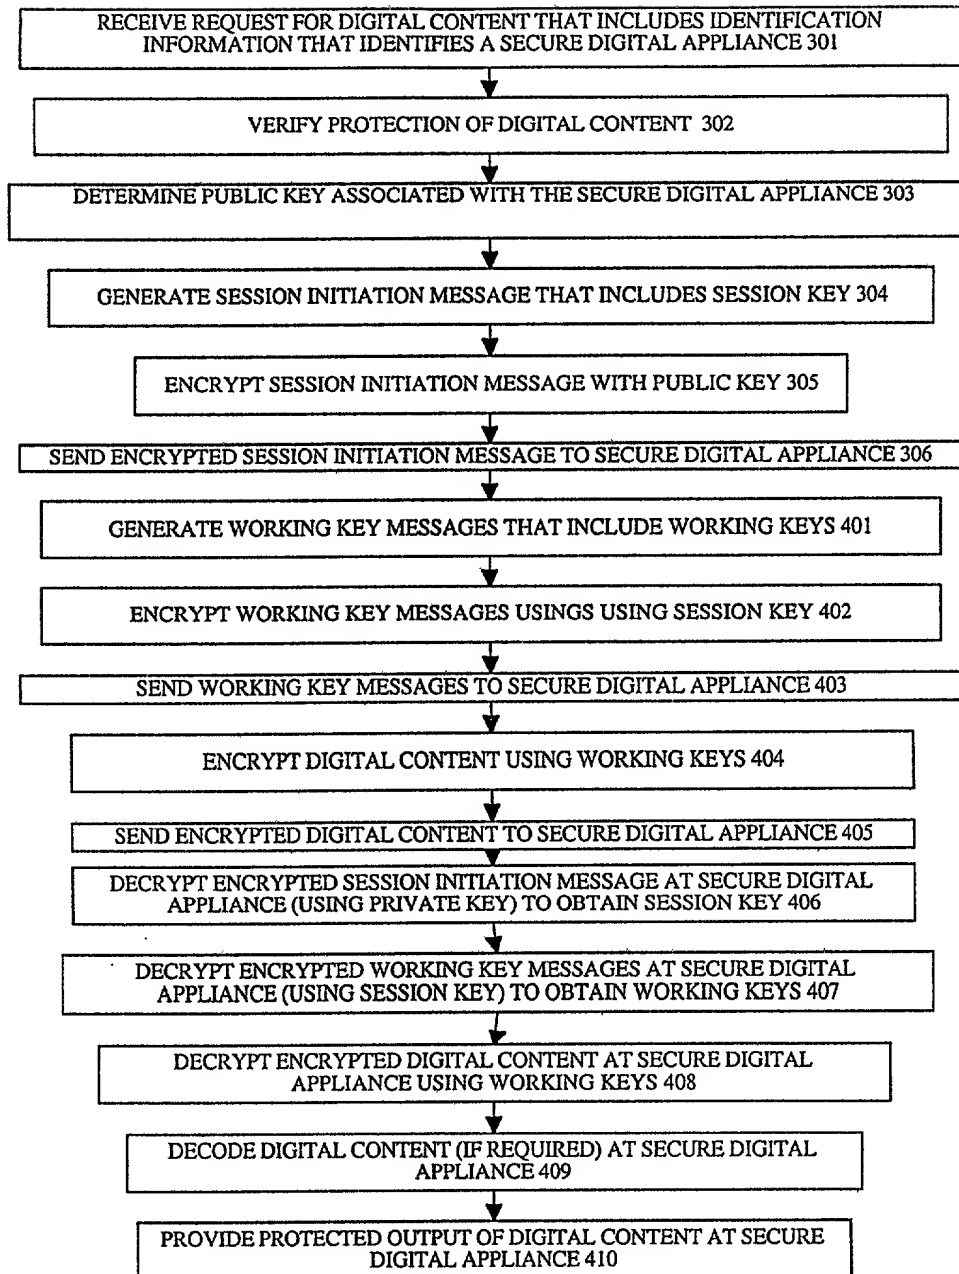 RECEIVE REQUEST FOR DIGITAL CONTENT THAT INCLUDES IDENTIFICATION
INFORMATION THAT IDENTIFIES A SECURE DIGITAL APPLIANCE 301
VERIFY PROTECTION OF DIGITAL CONTENT 302
DETERMINE PUBLIC KEY ASSOCIATED WITH THE SECURE DIGITAL APPLIANCE 303
GENERATE SESSION INITIATION MESSAGE THAT INCLUDES SESSION KEY 304
ENCRYPT SESSION INITIATION MESSAGE WITH PUBLIC KEY 305
SEND ENCRYPTED SESSION INITIATION MESSAGE TO SECURE DIGITAL APPLIANCE 306
GENERATE WORKING KEY MESSAGES THAT INCLUDE WORKING KEYS 401
ENCRYPT WORKING KEY MESSAGES USINGS USING SESSION KEY 402
SEND WORKING KEY MESSAGES TO SECURE DIGITAL APPLIANCE 403
ENCRYPT DIGITAL CONTENT USING WORKING KEYS 404
SEND ENCRYPTED DIGITAL CONTENT TO SECURE DIGITAL APPLIANCE 405
DECRYPT ENCRYPTED SESSION INITIATION MESSAGE AT SECURE DIGITAL
APPLIANCE (USING PRIVATE KEY) TO OBTAIN SESSION KEY 406
DECRYPT ENCRYPTED WORKING KEY MESSAGES AT SECURE DIGITAL
APPLIANCE (USING SESSION KEY) TO OBTAIN WORKING KEYS 407
DECRYPT ENCRYPTED DIGITAL CONTENT AT SECURE DIGITAL
APPLIANCE USING WORKING KEYS 408
DECODE DIGITAL CONTENT (IF REQUIRED) AT SECURE DIGITAL
APPLIANCE 409
PROVIDE PROTECTED OUTPUT OF DIGITAL CONTENT AT SECURE
DIGITAL APPLIANCE 410